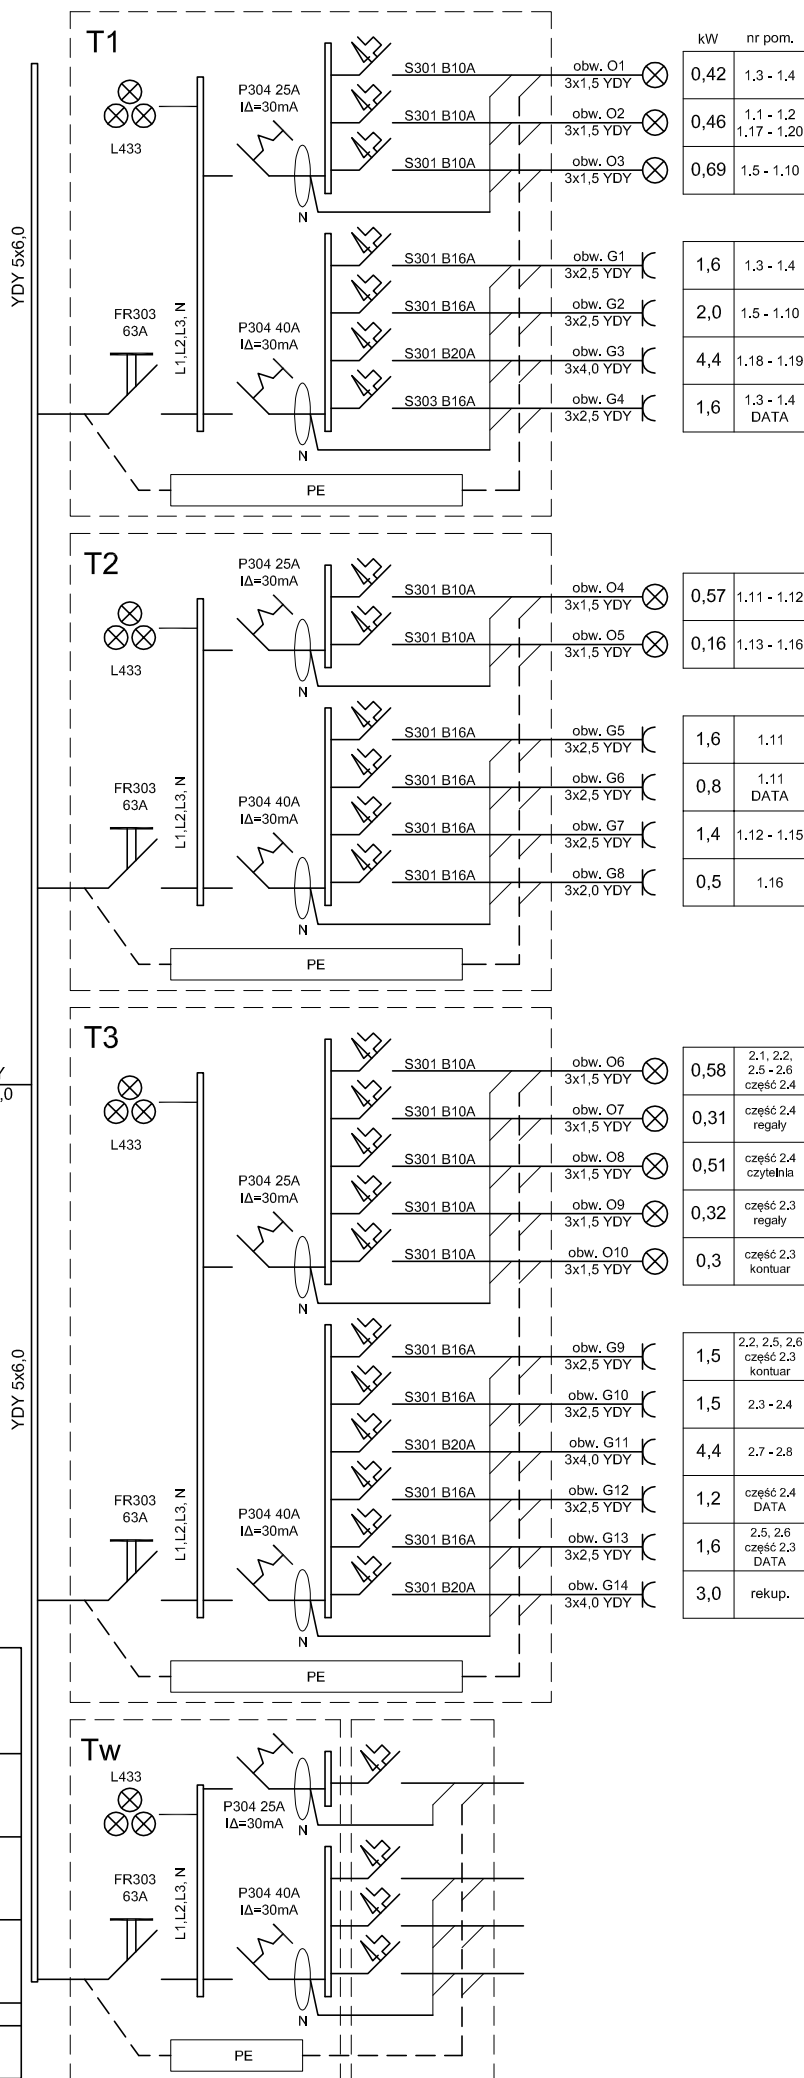 T1
kW
nr pom.
YDY 5x6,0
L433
P304 25A
IΔ=30mA
N
S301 B10A
obw. O1
3x1,5 YDY
0,42
1.3 - 1.4
S301 B10A
obw. O2
3x1,5 YDY
0,46
1.1 - 1.2
1.17 - 1.20
S301 B10A
obw. O3
3x1,5 YDY
0,69
1.5 - 1.10
FR303
63A
L1,L2,L3, N
P304 40A
IΔ=30mA
N
S301 B16A
obw. G1
3x2,5 YDY
1,6
1.3 - 1.4
S301 B16A
obw. G2
3x2,5 YDY
2,0
1.5 - 1.10
S301 B20A
obw. G3
3x4,0 YDY
4,4
1.18 - 1.19
S303 B16A
obw. G4
3x2,5 YDY
1,6
1.3 - 1.4
DATA
PE
T2
L433
P304 25A
IΔ=30mA
N
S301 B10A
obw. O4
3x1,5 YDY
0,57
1.11 - 1.12
S301 B10A
obw. O5
3x1,5 YDY
0,16
1.13 - 1.16
FR303
63A
L1,L2,L3, N
P304 40A
IΔ=30mA
N
S301 B16A
obw. G5
3x2,5 YDY
1,6
1.11
S301 B16A
obw. G6
3x2,5 YDY
0,8
1.11
DATA
S301 B16A
obw. G7
3x2,5 YDY
1,4
1.12 - 1.15
S301 B16A
obw. G8
3x2,0 YDY
0,5
1.16
PE
T3
Y
,0
YDY 5x6,0
L433
P304 25A
IΔ=30mA
N
S301 B10A
obw. O6
3x1,5 YDY
0,58
2.1, 2.2,
2.5 - 2.6
część 2.4
S301 B10A
obw. O7
3x1,5 YDY
0,31
część 2.4
regały
S301 B10A
obw. O8
3x1,5 YDY
0,51
część 2.4
czytelnia
S301 B10A
obw. O9
3x1,5 YDY
0,32
część 2.3
regały
S301 B10A
obw. O10
3x1,5 YDY
0,3
część 2.3
kontuar
FR303
63A
L1,L2,L3, N
P304 40A
IΔ=30mA
N
S301 B16A
obw. G9
3x2,5 YDY
1,5
2.2, 2.5, 2.6
część 2.3
kontuar
S301 B16A
obw. G10
3x2,5 YDY
1,5
2.3 - 2.4
S301 B20A
obw. G11
3x4,0 YDY
4,4
2.7 - 2.8
S301 B16A
obw. G12
3x2,5 YDY
1,2
część 2.4
DATA
S301 B16A
obw. G13
3x2,5 YDY
1,6
2.5, 2.6
część 2.3
DATA
S301 B20A
obw. G14
3x4,0 YDY
3,0
rekup.
PE
Tw
L433
P304 25A
IΔ=30mA
N
FR303
63A
L1,L2,L3, N
P304 40A
IΔ=30mA
N
PE